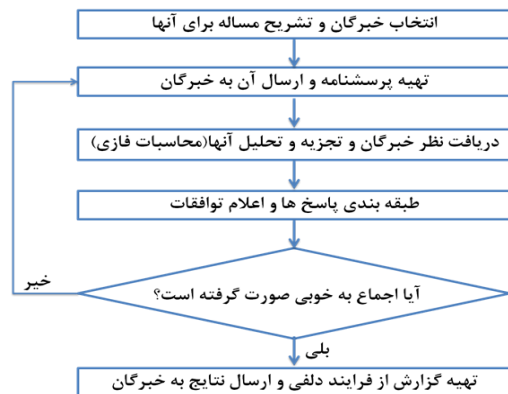 انتخاب خبرگان و تشریح مساله برای آنها
تهیه پرسشنامه و ارسال آن به خبرگان
دریافت نظر خبرگان و تجزیه و تحلیل آنها(محاسبات فازی)
طبقه بندی پاسخ ها و اعلام توافقات
خیر
آیا اجماع به خوبی صورت گرفته است؟
بلی
تهیه گزارش از فرایند دلفی و ارسال نتایج به خبرگان